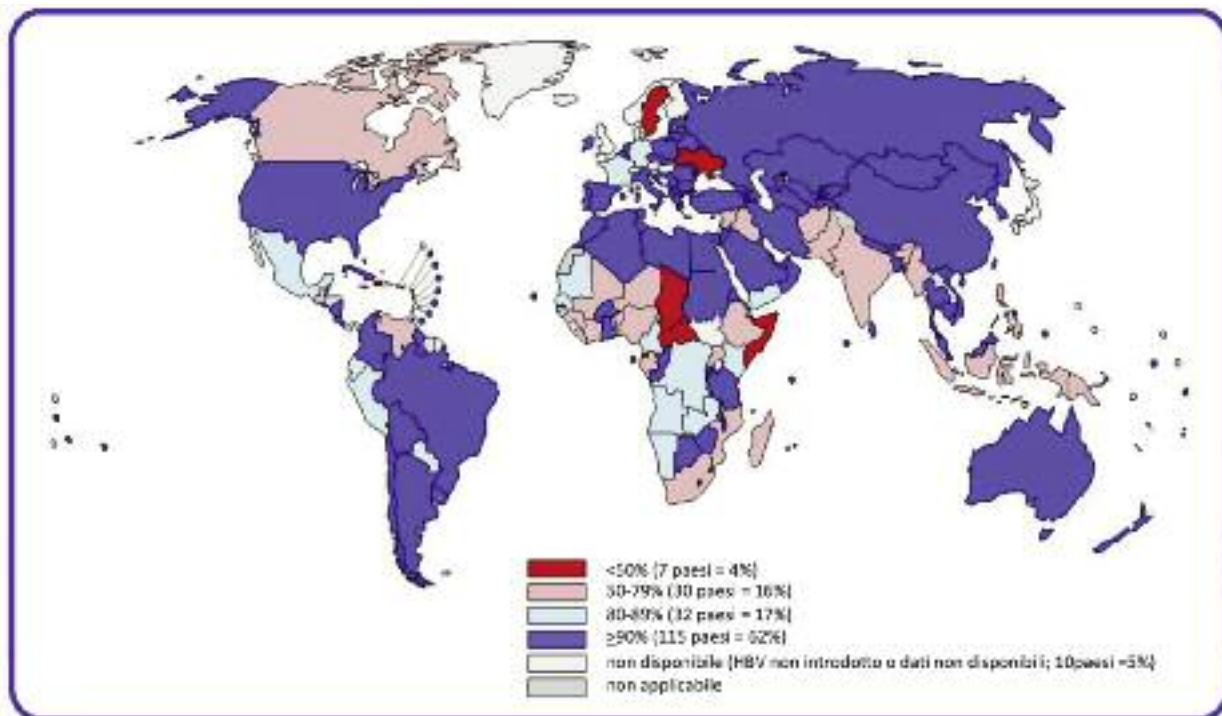 <50% (7 paesi = 4%)
50-79% (30 paesi = 16%)
80-89% (32 paesi = 17%)
≥90% (115 paesi = 62%)
non disponibile (HBV non introdotto o dati non disponibili; 10paesi =5%)
non applicabile